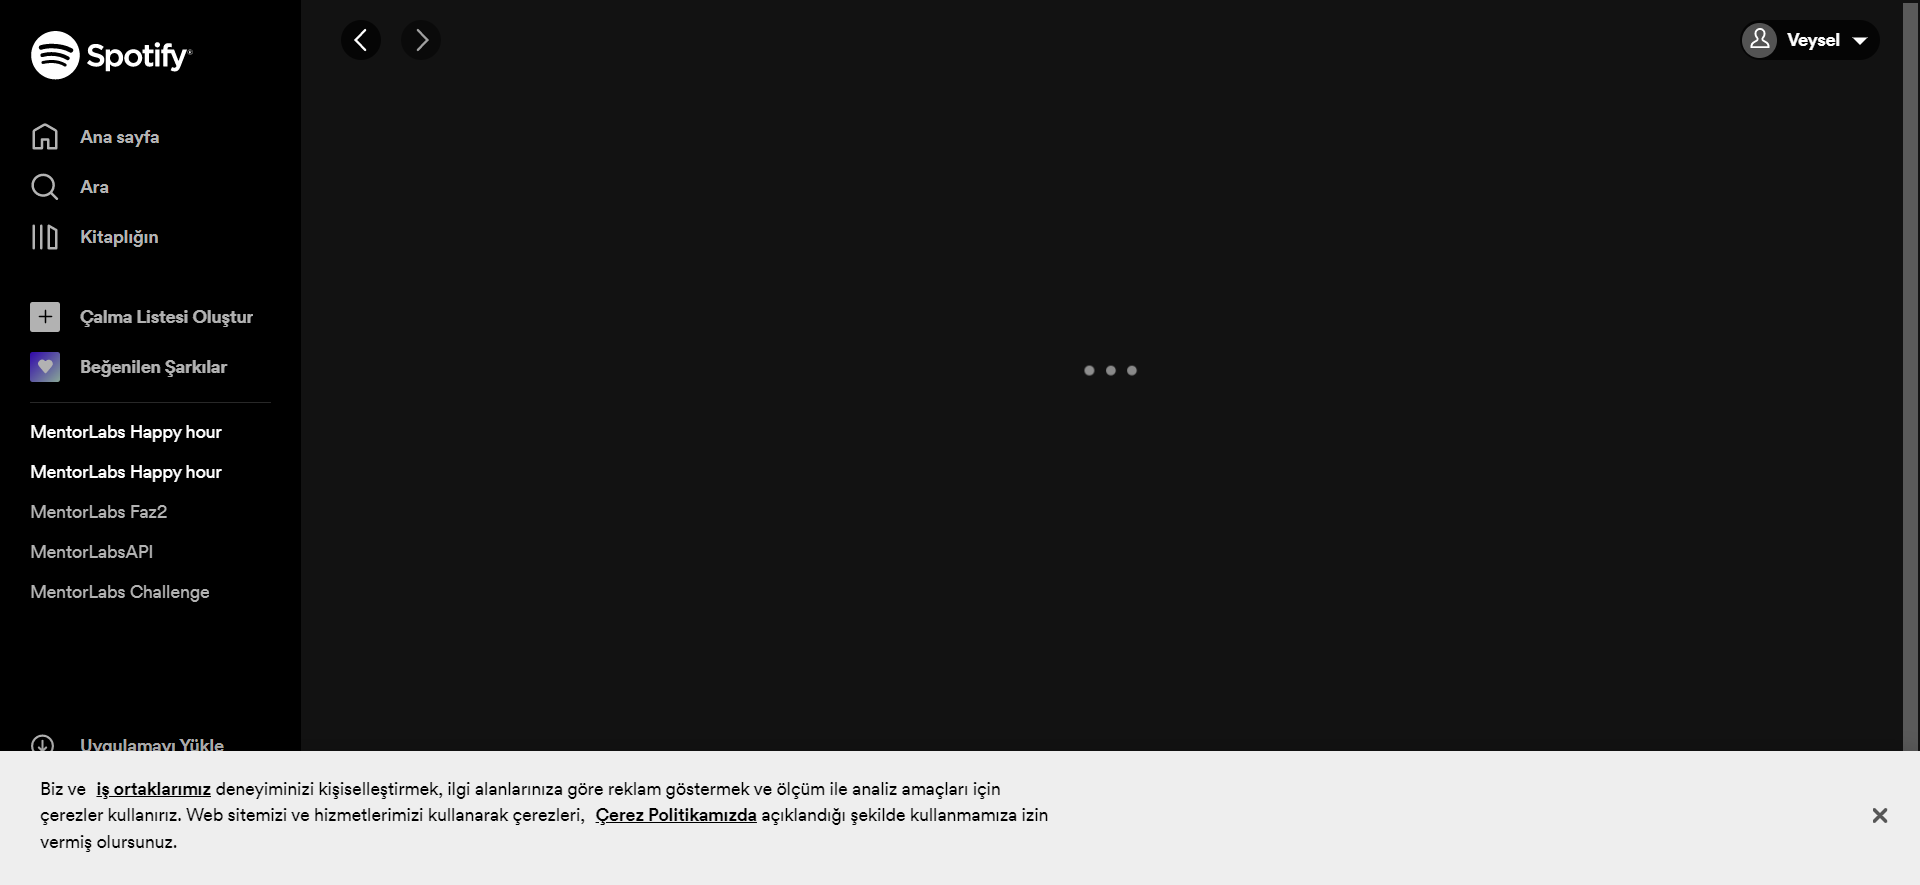 Spotify
Veysel
Ana sayfa
Ara
Kitaplığın
Çalma Listesi Oluştur
Beğenilen Şarkılar
MentorLabs Happy hour
MentorLabs Happy hour
MentorLabs Faz2
MentorLabsAPI
MentorLabs Challenge
Uygulamayı Yükle
Biz ve iş ortaklarımız deneyiminizi kişiselleştirmek, ilgi alanlarınıza göre reklam göstermek ve ölçüm ile analiz amaçları için
çerezler kullanırız. Web sitemizi ve hizmetlerimizi kullanarak çerezleri, Çerez Politikamızda açıklandığı şekilde kullanmamıza izin
vermiş olursunuz.